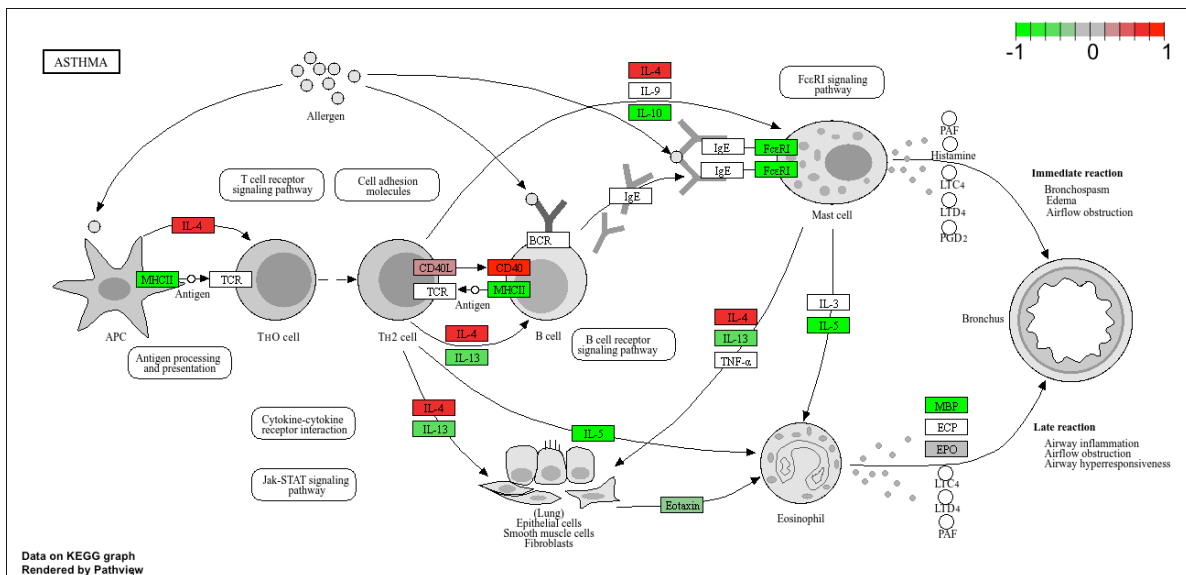 ASTHMA
-1 0 1
Allergen
IL-4
IL-9
IL-10
FcεRI signaling
pathway
T cell receptor
signaling pathway
Cell adhesion
molecules
IgE
FcεRI
IgE
FcεRI
Mast cell
PAF
Histamine
LTC4
LTD4
PGD2
Immediate reaction
Bronchospasm
Edema
Airflow obstruction
IL-4
MHCII
Antigen
TCR
APC
TH0 cell
Antigen processing
and presentation
CD40L
CD40
TCR
MHCII
Antigen
BCR
IgE
TH2 cell
B cell
IL-4
IL-13
B cell receptor
signaling pathway
IL-4
IL-13
TNF-α
IL-3
IL-5
Bronchus
Cytokine-cytokine
receptor interaction
IL-4
IL-13
IL-5
Jak-STAT signaling
pathway
(Lung)
Epithelial cells
Smooth muscle cells
Fibroblasts
Eotaxin
Eosinophil
MBP
ECP
EPO
LTC4
LTD4
PAF
Late reaction
Airway inflammation
Airflow obstruction
Airway hyperresponsiveness
Data on KEGG graph
Rendered by Pathview